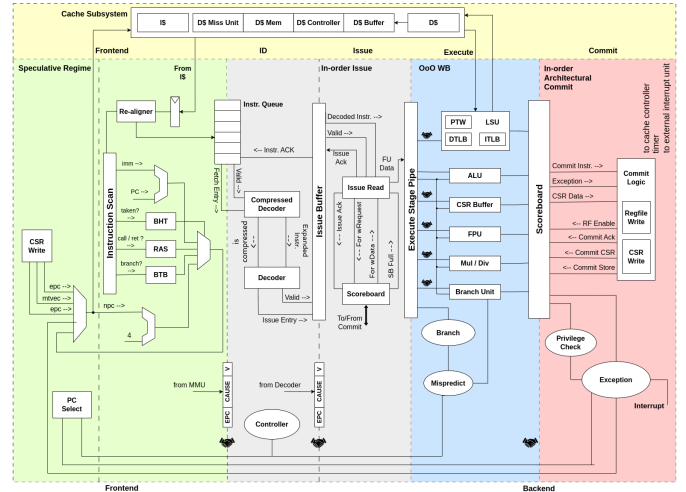 Cache Subsystem
I$
D$ Miss Unit
D$ Mem
D$ Controller
D$ Buffer
D$
Frontend
ID
Issue
Execute
Commit
Speculative Regime
From
I$
In-order Issue
OoO WB
In-order
Architectural
Commit
to cache controller
timer
to external interrupt unit
Re-aligner
Instr. Queue
Decoded Instr. -->
Valid -->
<-- Instr. ACK
Issue
Ack
FU
Data
PTW
LSU
DTLB
ITLB
Instruction Scan
imm -->
PC -->
taken?
-->
BHT
call / ret ?
-->
RAS
branch?
-->
BTB
Fetch Entry -->
Valid -->
Compressed
Decoder
is
compressed
<--
Expanded
Instr.
<--
Decoder
Valid -->
Issue Entry -->
Issue Buffer
Issue Read
<-- Issue Ack
<-- For wRequest
For wData -->
SB Full -->
Scoreboard
To/From
Commit
Execute Stage Pipe
ALU
CSR Buffer
FPU
Mul / Div
Branch Unit
Scoreboard
Commit Instr. -->
Exception -->
CSR Data -->
<-- RF Enable
<-- Commit Ack
<-- Commit CSR
<-- Commit Store
Commit
Logic
Regfile
Write
CSR
Write
CSR
Write
epc -->
mtvec -->
epc -->
npc -->
4
Branch
Mispredict
Privilege
Check
Exception
Interrupt
PC
Select
from MMU
V
CAUSE
EPC
from Decoder
V
CAUSE
EPC
Controller
Frontend
Backend